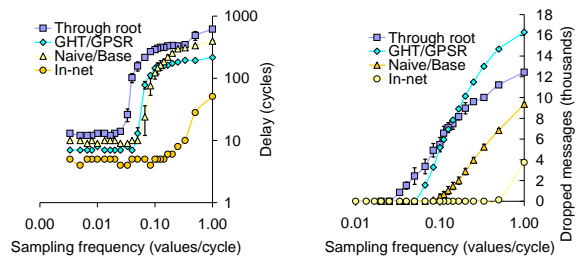 Through root
GHT/GPSR
Naive/Base
In-net
1000
100
10
1
Delay (cycles)
0.00 0.01 0.10 1.00
Sampling frequency (values/cycle)
Through root
GHT/GPSR
Naive/Base
In-net
18
16
14
12
10
8
6
4
2
0
Dropped messages (thousands)
0.01 0.10 1.00
Sampling frequency (values/cycle)